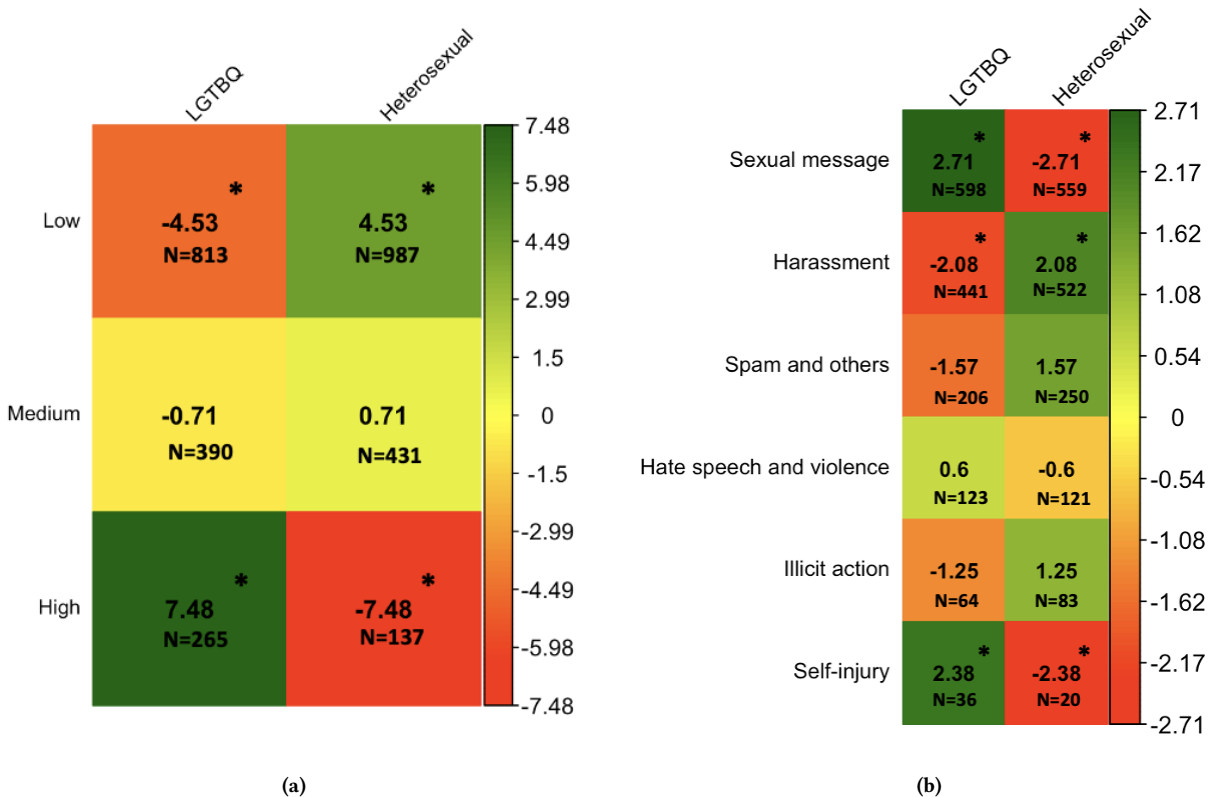 LGTBQ
Heterosexual
Low
-4.53
N=813
*
4.53
N=987
*
Medium
-0.71
N=390
0.71
N=431
High
7.48
N=265
*
-7.48
N=137
*
7.48
5.98
4.49
2.99
1.5
0
-1.5
-2.99
-4.49
-5.98
-7.48
(a)
LGTBQ
Heterosexual
Sexual message
2.71
N=598
*
-2.71
N=559
*
Harassment
-2.08
N=441
*
2.08
N=522
*
Spam and others
-1.57
N=206
1.57
N=250
Hate speech and violence
0.6
N=123
-0.6
N=121
Illicit action
-1.25
N=64
1.25
N=83
Self-injury
2.38
N=36
*
-2.38
N=20
*
2.71
2.17
1.62
1.08
0.54
0
-0.54
-1.08
-1.62
-2.17
-2.71
(b)